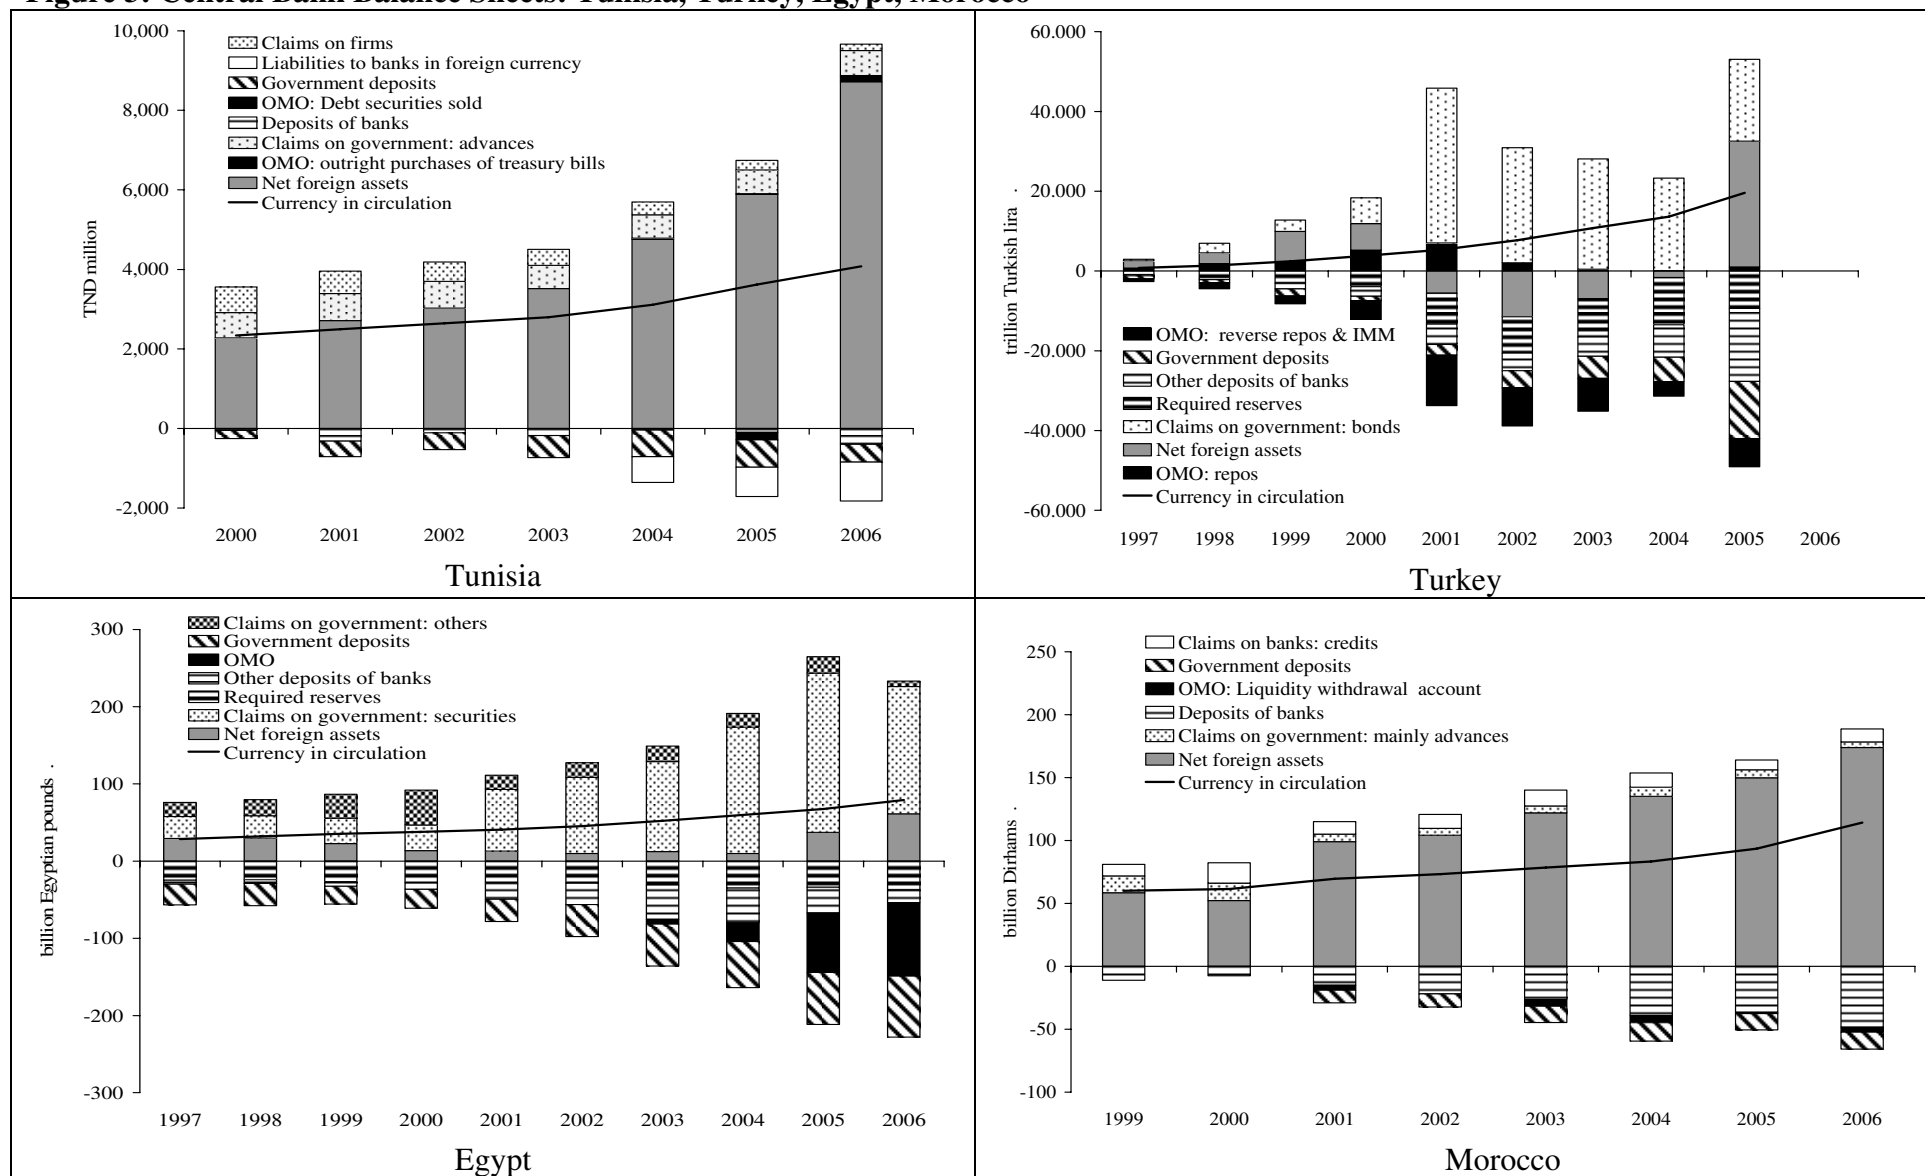 Figure 3: Central Bank Balance Sheets: Tunisia, Turkey, Egypt, Morocco
10,000
8,000
6,000
4,000
2,000
0
-2,000
TND million
Claims on firms
Liabilities to banks in foreign currency
Government deposits
OMO: Debt securities sold
Deposits of banks
Claims on government: advances
OMO: outright purchases of treasury bills
Net foreign assets
Currency in circulation
2000 2001 2002 2003 2004 2005 2006
Tunisia
60.000
40.000
20.000
0
-20.000
-40.000
-60.000
trillion Turkish lira .
OMO: reverse repos & IMM
Government deposits
Other deposits of banks
Required reserves
Claims on government: bonds
Net foreign assets
OMO: repos
Currency in circulation
1997 1998 1999 2000 2001 2002 2003 2004 2005 2006
Turkey
300
200
100
0
-100
-200
-300
billion Egyptian pounds .
Claims on government: others
Government deposits
OMO
Other deposits of banks
Required reserves
Claims on government: securities
Net foreign assets
Currency in circulation
1997 1998 1999 2000 2001 2002 2003 2004 2005 2006
Egypt
250
200
150
100
50
0
-50
-100
billion Dirhams .
Claims on banks: credits
Government deposits
OMO: Liquidity withdrawal account
Deposits of banks
Claims on government: mainly advances
Net foreign assets
Currency in circulation
1999 2000 2001 2002 2003 2004 2005 2006
Morocco